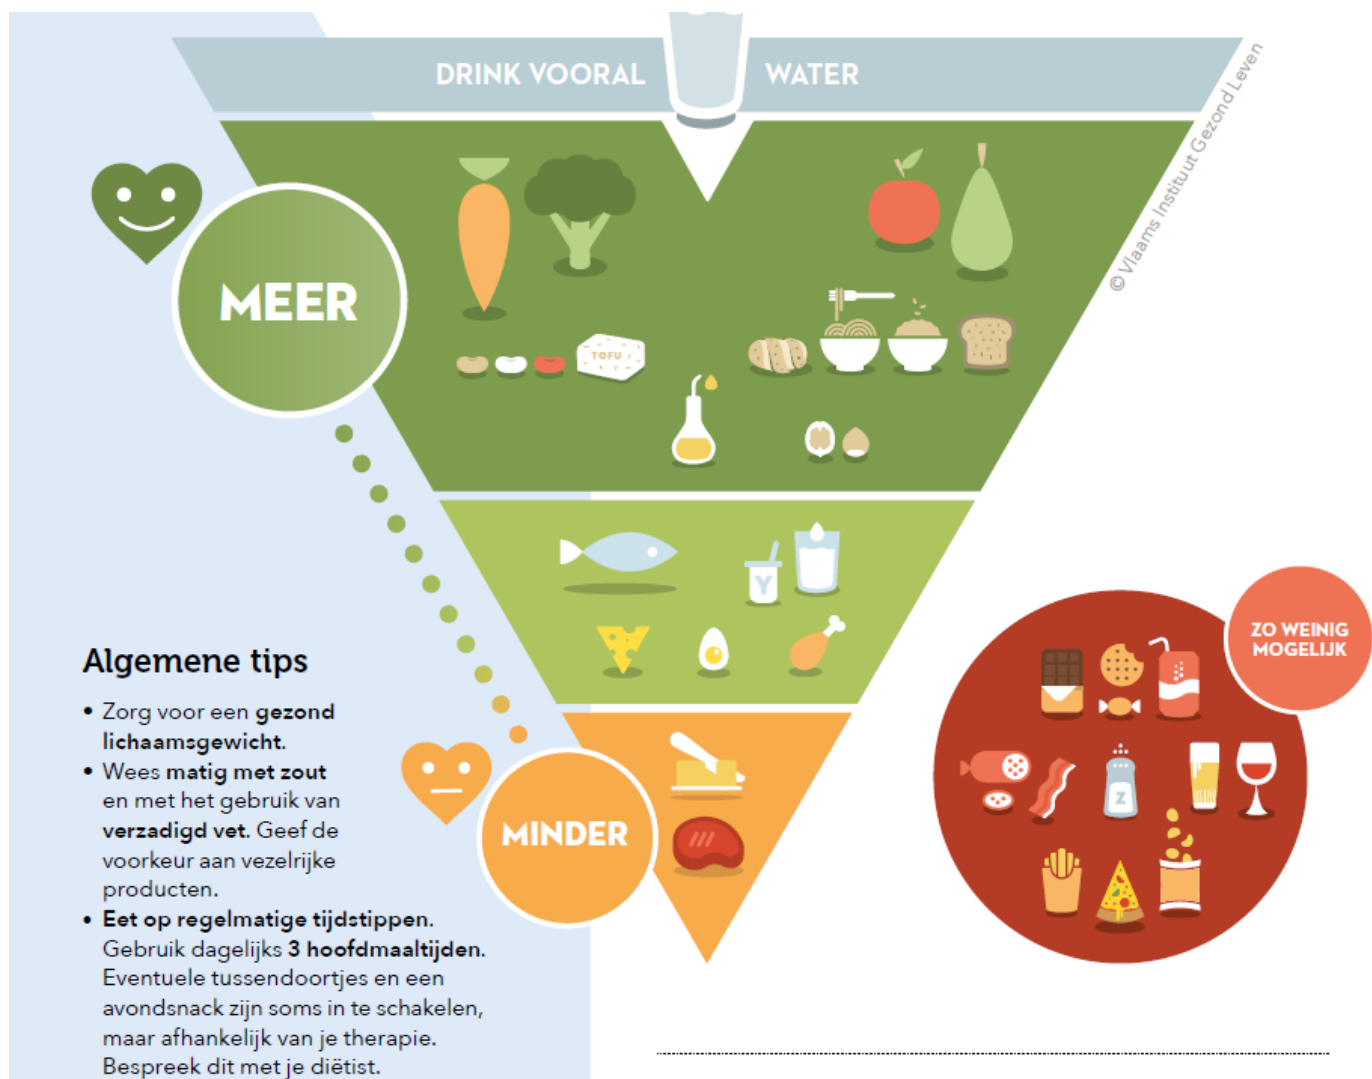 DRINK VOORAL WATER
© Vlaams Instituut Gezond Leven
MEER
TOFU
Y
ZO WEINIG
MOGELIJK
Z
MINDER
Algemene tips
• Zorg voor een gezond
lichaamsgewicht.
• Wees matig met zout
en met het gebruik van
verzadigd vet. Geef de
voorkeur aan vezelrijke
producten.
• Eet op regelmatige tijdstippen.
Gebruik dagelijks 3 hoofdmaaltijden.
Eventuele tussendoortjes en een
avondsnack zijn soms in te schakelen,
maar afhankelijk van je therapie.
Bespreek dit met je diëtist.